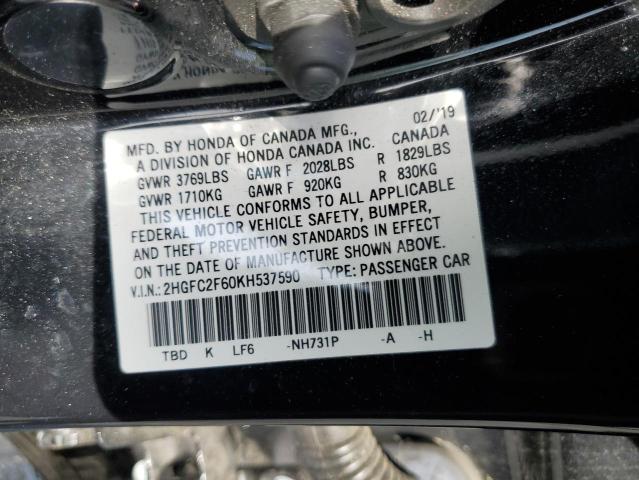 02/'19
MFD. BY HONDA OF CANADA MFG.,
A DIVISION OF HONDA CANADA INC. CANADA
GVWR 3769LBS GAWR F 2028LBS R 1829LBS
GVWR 1710KG GAWR F 920KG R 830KG
THIS VEHICLE CONFORMS TO ALL APPLICABLE
FEDERAL MOTOR VEHICLE SAFETY, BUMPER,
AND THEFT PREVENTION STANDARDS IN EFFECT
ON THE DATE OF MANUFACTURE SHOWN ABOVE.
V.I.N.: 2HGFC2F60KH537590 TYPE: PASSENGER CAR
TBD K LF6 -NH731P -A -H